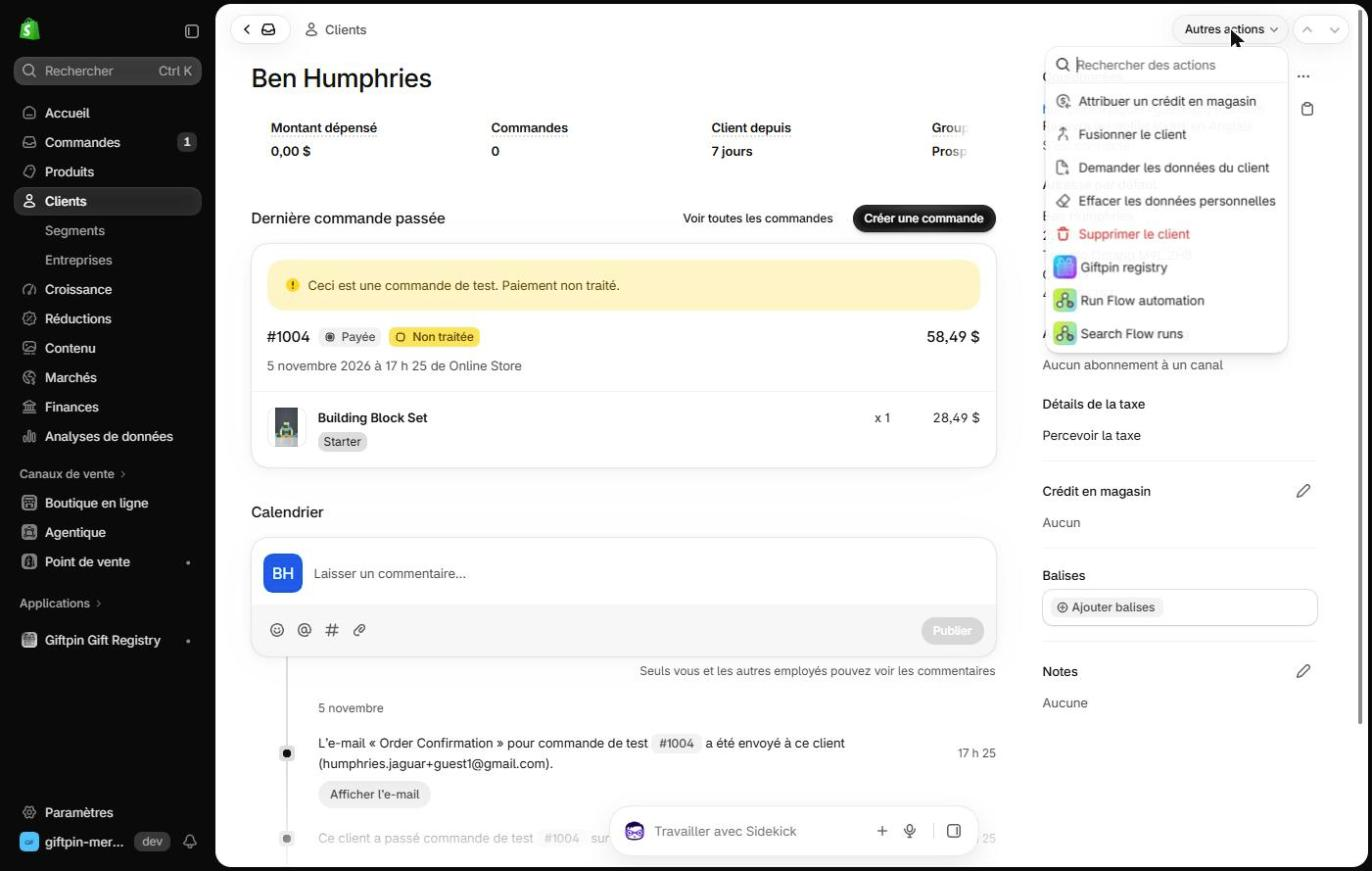 Rechercher
Ctrl K
Accueil
Commandes
1
Produits
Clients
Segments
Entreprises
Croissance
Réductions
Contenu
Marchés
Finances
Analyses de données
Canaux de vente
Boutique en ligne
Agentique
Point de vente
Applications
Giftpin Gift Registry
Paramètres
giftpin-mer...
dev
Clients
Autres actions
Ben Humphries
Montant dépensé
Commandes
Client depuis
Group
0,00 $
0
7 jours
Prosp
Dernière commande passée
Voir toutes les commandes
Créer une commande
Ceci est une commande de test. Paiement non traité.
#1004
Payée
Non traitée
58,49 $
5 novembre 2026 à 17 h 25 de Online Store
Building Block Set
x 1
28,49 $
Starter
Calendrier
BH
Laisser un commentaire...
Publier
Seuls vous et les autres employés pouvez voir les commentaires
5 novembre
L'e-mail « Order Confirmation » pour commande de test #1004 a été envoyé à ce client
(humphries.jaguar+guest1@gmail.com).
17 h 25
Afficher l'e-mail
Ce client a passé commande de test #1004 sur
25
Travailler avec Sidekick
Rechercher des actions
Attribuer un crédit en magasin
Fusionner le client
Demander les données du client
Effacer les données personnelles
Supprimer le client
Giftpin registry
Run Flow automation
Search Flow runs
Aucun abonnement à un canal
Détails de la taxe
Percevoir la taxe
Crédit en magasin
Aucun
Balises
Ajouter balises
Notes
Aucune